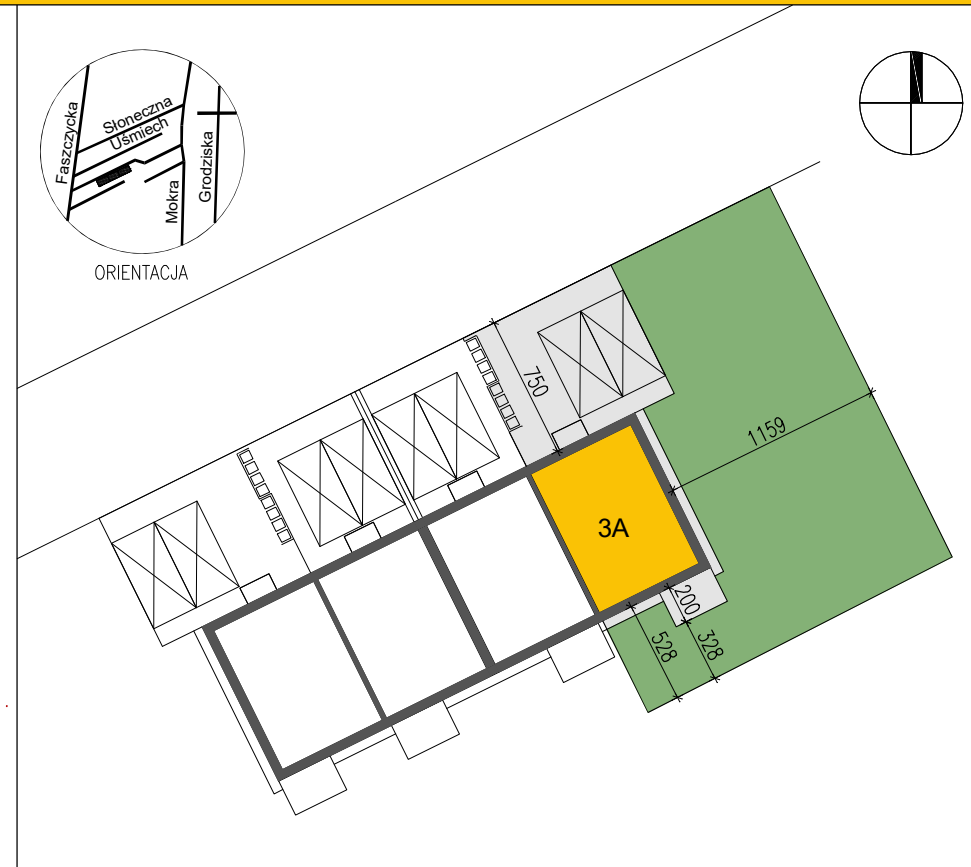 Faszczycka
Słoneczna
Uśmiech
Mokra
Grodziska
ORIENTACJA
750
1159
3A
200
528
328